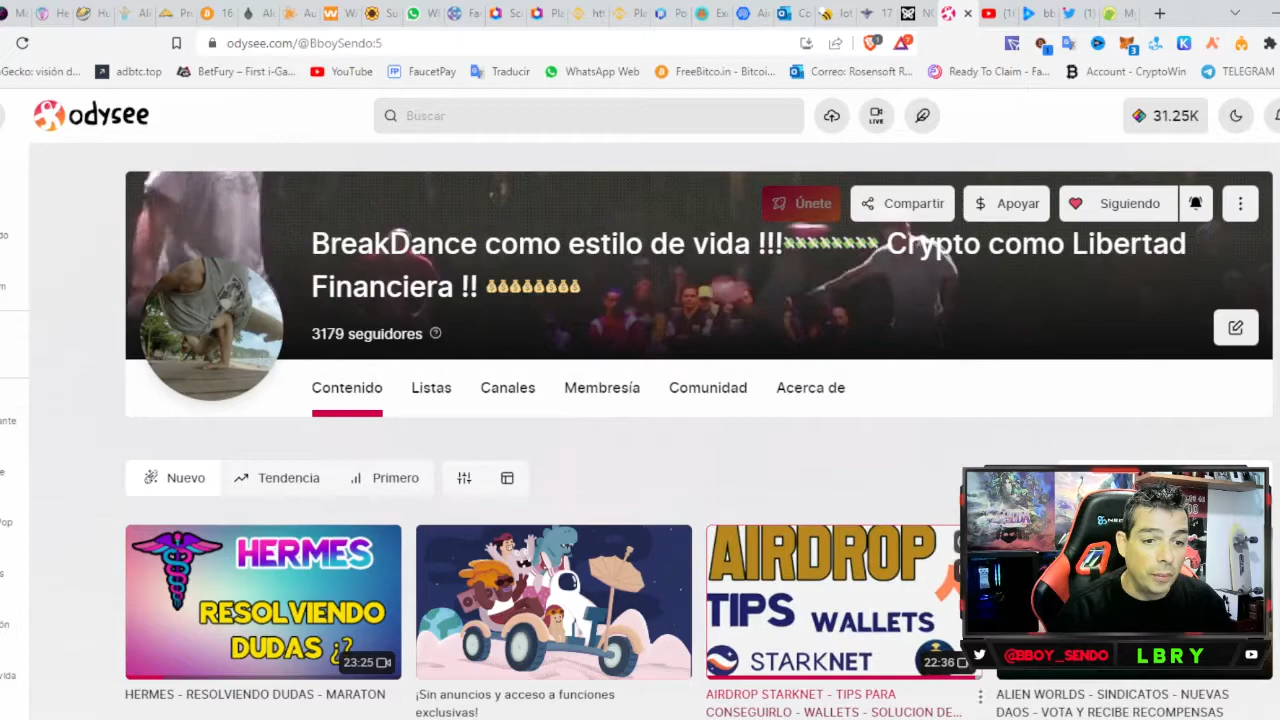 odysee.com/@BboySendo:5
Gecko: visión d...
adbtc.top
BetFury – First i-Ga...
YouTube
FaucetPay
Traducir
WhatsApp Web
FreeBitco.in - Bitcoi...
Correo: Rosensoft R...
Ready To Claim - Fa...
Account - CryptoWin
TELEGRAM
odysee
Buscar
LIVE
31.25K
Únete
Compartir
Apoyar
Siguiendo
BreakDance como estilo de vida !!! Crypto como Libertad
Financiera !!
3179 seguidores
Contenido
Listas
Canales
Membresía
Comunidad
Acerca de
Nuevo
Tendencia
Primero
HERMES
RESOLVIENDO
DUDAS ¿?
23:25
AIRDROP
TIPS
WALLETS
STARKNET
22:36
@BBOY_SENDO
LBRY
HERMES - RESOLVIENDO DUDAS - MARATON
¡Sin anuncios y acceso a funciones
exclusivas!
AIRDROP STARKNET - TIPS PARA
CONSEGUIRLO - WALLETS - SOLUCION DE...
ALIEN WORLDS - SINDICATOS - NUEVAS
DAOS - VOTA Y RECIBE RECOMPENSAS